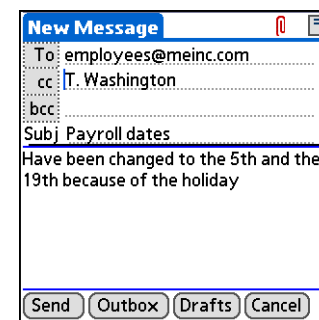 New Message
To employees@meinc.com
cc T. Washington
bcc
Subj Payroll dates
Have been changed to the 5th and the
19th because of the holiday
Send Outbox Drafts Cancel